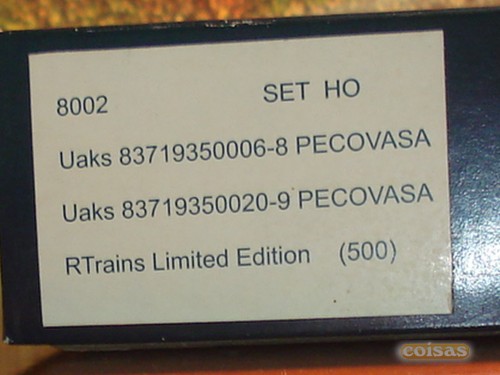 8002 SET HO
Uaks 83719350006-8 PECOVASA
Uaks 83719350020-9 PECOVASA
RTrains Limited Edition (500)
coisas